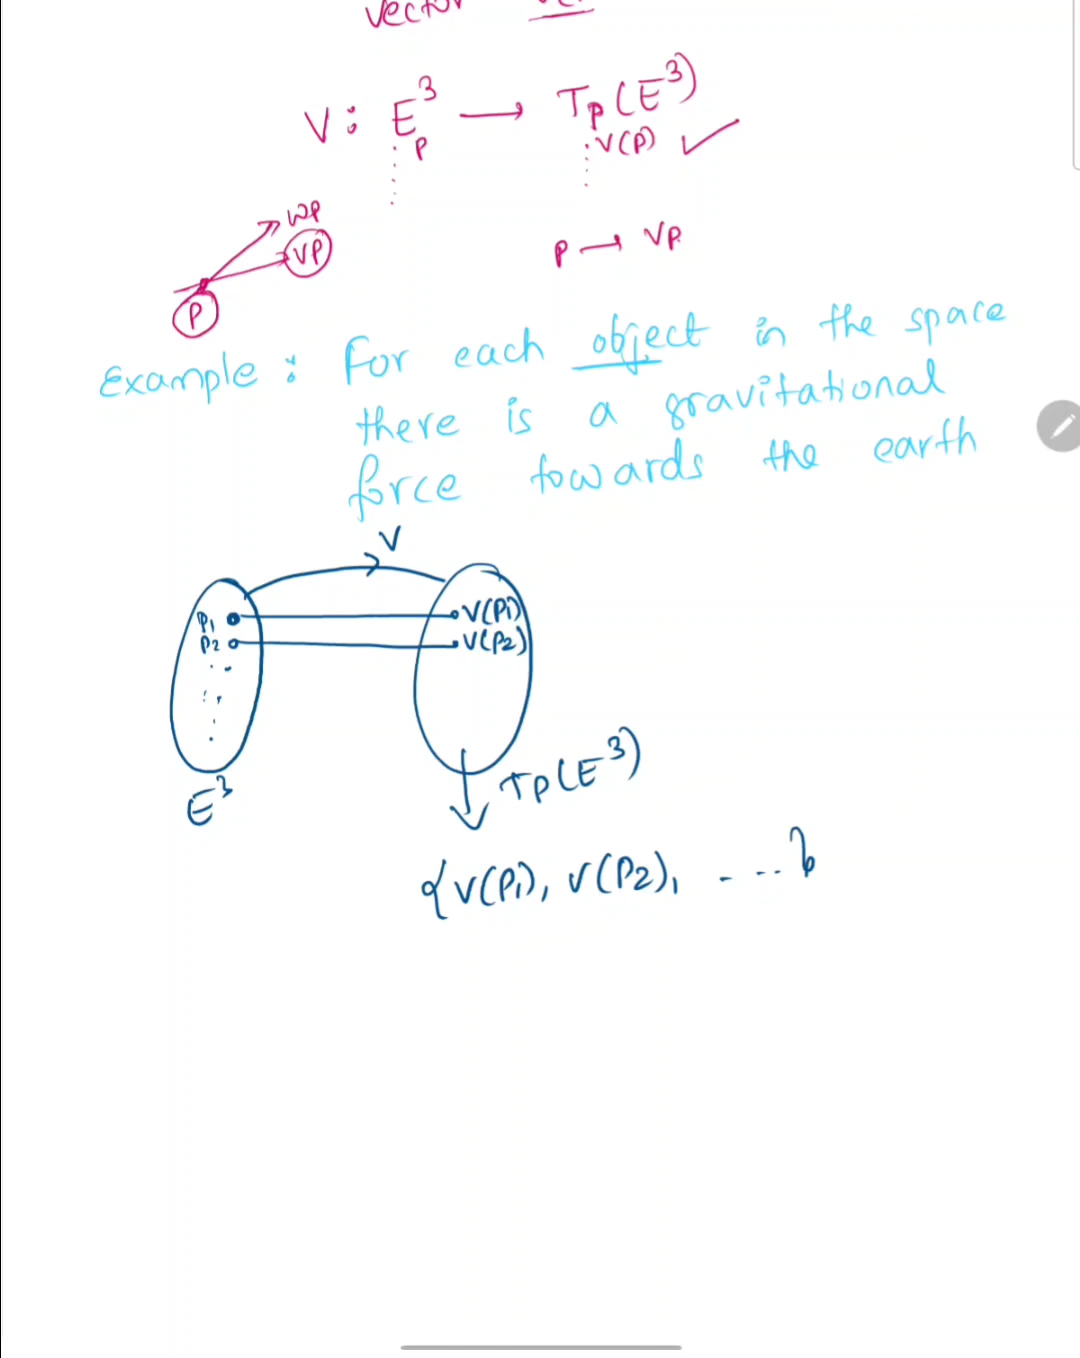 vector
V : E³ → Tp(E³)
p V(P) ✓
WP
VP
P → VP
P
Example : For each object in the space
there is a gravitational
force towards the earth
V
P1 V(P1)
P2 V(P2)
E³
Tp(E³)
{V(P1), V(P2), ....}